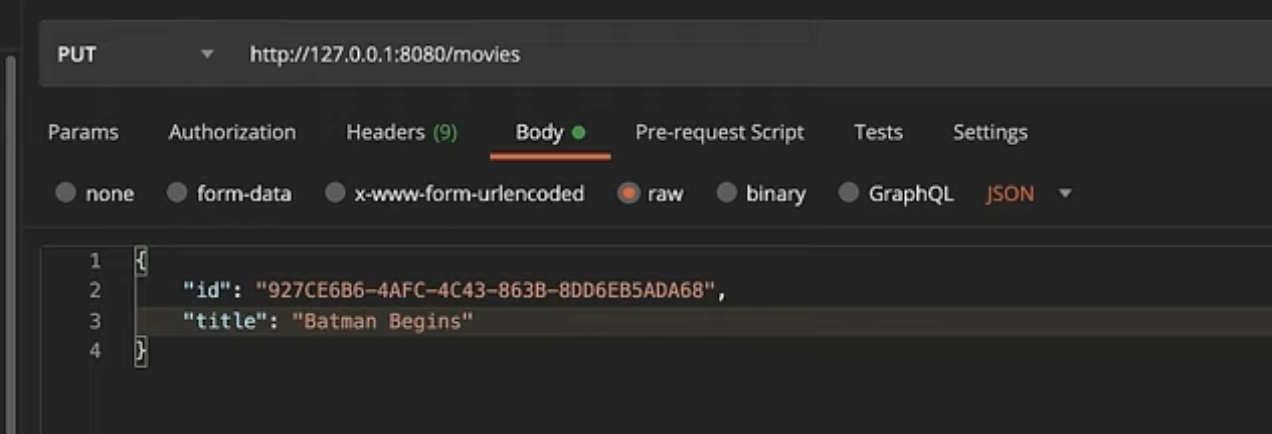 PUT http://127.0.0.1:8080/movies
Params Authorization Headers (9) Body Pre-request Script Tests Settings
none form-data x-www-form-urlencoded raw binary GraphQL JSON
1 {
2 "id": "927CE6B6-4AFC-4C43-863B-8DD6EB5ADA68",
3 "title": "Batman Begins"
4 }